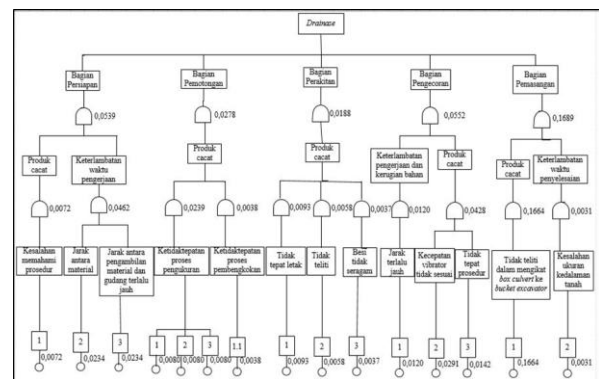 Drainase
Bagian
Persiapan
Bagian
Pemotongan
Bagian
Perakitan
Bagian
Pengecoran
Bagian
Pemasangan
0,0539
0,0278
0,0188
0,0552
0,1689
Produk
cacat
Keterlambatan
waktu
pengerjaan
Produk
cacat
Produk
cacat
Keterlambatan
pengerjaan dan
kerugian bahan
Produk
cacat
Produk
cacat
Keterlambatan
waktu
penyelesaian
0,0072
0,0462
0,0239
0,0038
0,0093
0,0058
0,0037
0,0120
0,0428
0,1664
0,0031
Kesalahan
memahami
prosedur
Jarak
antara
material
Jarak antara
pengambilan
material dan
gudang terlalu
jauh
Ketidaktepatan
proses
pengukuran
Ketidaktepatan
proses
pembengkokan
Tidak
tepat letak
Tidak
teliti
Besi
tidak
seragam
Jarak
terlalu
jauh
Kecepatan
vibrator
tidak sesuai
Tidak
tepat
prosedur
Tidak teliti
dalam mengikat
box culvert ke
bucket excavator
Kesalahan
ukuran
kedalaman
tanah
1
2
3
1
2
3
1.1
1
2
3
1
2
3
1
2
0,0072
0,0234
0,0234
0,0080
0,0080
0,0080
0,0038
0,0093
0,0058
0,0037
0,0120
0,0291
0,0142
0,1664
0,0031